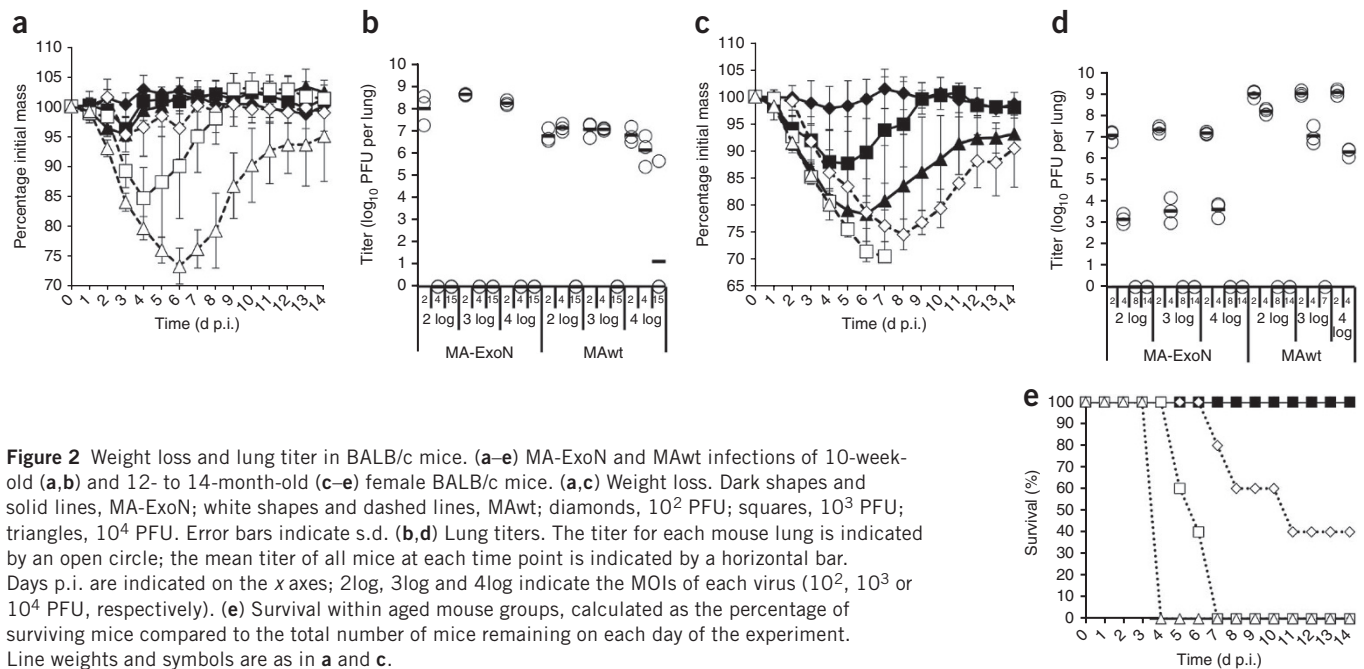 a
Percentage initial mass
110
105
100
95
90
85
80
75
70
0 1 2 3 4 5 6 7 8 9 10 11 12 13 14
Time (d p.i.)
b
Titer (log10 PFU per lung)
10
9
8
7
6
5
4
3
2
1
0
2 4 15 2 4 15 2 4 15 2 4 15 2 4 15 2 4 15
2 log 3 log 4 log 2 log 3 log 4 log
MA-ExoN MAwt
c
Percentage initial mass
110
105
100
95
90
85
80
75
70
65
0 1 2 3 4 5 6 7 8 9 10 11 12 13 14
Time (d p.i.)
d
Titer (log10 PFU per lung)
10
9
8
7
6
5
4
3
2
1
0
2 4 8 14 2 4 8 14 2 4 8 14 2 4 8 14 2 4 7 2 4
2 log 3 log 4 log 2 log 3 log 4 log
MA-ExoN MAwt
e
Survival (%)
100
90
80
70
60
50
40
30
20
10
0
0 1 2 3 4 5 6 7 8 9 10 11 12 13 14
Time (d p.i.)
Figure 2 Weight loss and lung titer in BALB/c mice. (a–e) MA-ExoN and MAwt infections of 10-week-
old (a,b) and 12- to 14-month-old (c–e) female BALB/c mice. (a,c) Weight loss. Dark shapes and
solid lines, MA-ExoN; white shapes and dashed lines, MAwt; diamonds, 10² PFU; squares, 10³ PFU;
triangles, 10⁴ PFU. Error bars indicate s.d. (b,d) Lung titers. The titer for each mouse lung is indicated
by an open circle; the mean titer of all mice at each time point is indicated by a horizontal bar.
Days p.i. are indicated on the x axes; 2log, 3log and 4log indicate the MOIs of each virus (10², 10³ or
10⁴ PFU, respectively). (e) Survival within aged mouse groups, calculated as the percentage of
surviving mice compared to the total number of mice remaining on each day of the experiment.
Line weights and symbols are as in a and c.